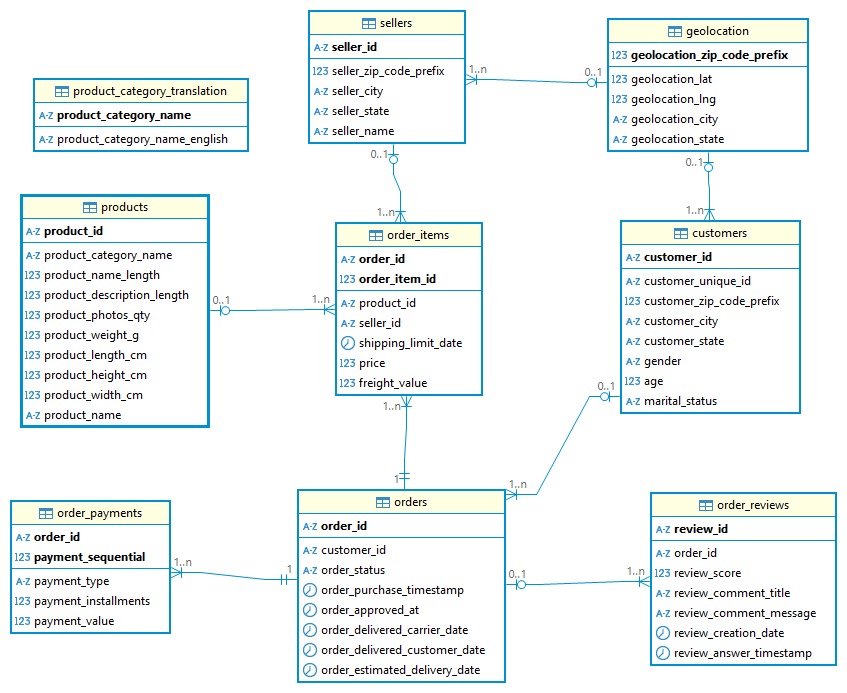 sellers
A-Z seller_id
123 seller_zip_code_prefix
A-Z seller_city
A-Z seller_state
A-Z seller_name
geolocation
123 geolocation_zip_code_prefix
123 geolocation_lat
123 geolocation_lng
A-Z geolocation_city
A-Z geolocation_state
1..n
0..1
product_category_translation
A-Z product_category_name
A-Z product_category_name_english
0..1
1..n
0..1
1..n
products
A-Z product_id
A-Z product_category_name
123 product_name_length
123 product_description_length
123 product_photos_qty
123 product_weight_g
123 product_length_cm
123 product_height_cm
123 product_width_cm
A-Z product_name
0..1
1..n
order_items
A-Z order_id
123 order_item_id
A-Z product_id
A-Z seller_id
shipping_limit_date
123 price
123 freight_value
customers
A-Z customer_id
A-Z customer_unique_id
123 customer_zip_code_prefix
A-Z customer_city
A-Z customer_state
A-Z gender
123 age
A-Z marital_status
1..n
1
0..1
1..n
order_payments
A-Z order_id
123 payment_sequential
A-Z payment_type
123 payment_installments
123 payment_value
1..n
1
orders
A-Z order_id
A-Z customer_id
A-Z order_status
order_purchase_timestamp
order_approved_at
order_delivered_carrier_date
order_delivered_customer_date
order_estimated_delivery_date
0..1
1..n
order_reviews
A-Z review_id
A-Z order_id
123 review_score
A-Z review_comment_title
A-Z review_comment_message
review_creation_date
review_answer_timestamp